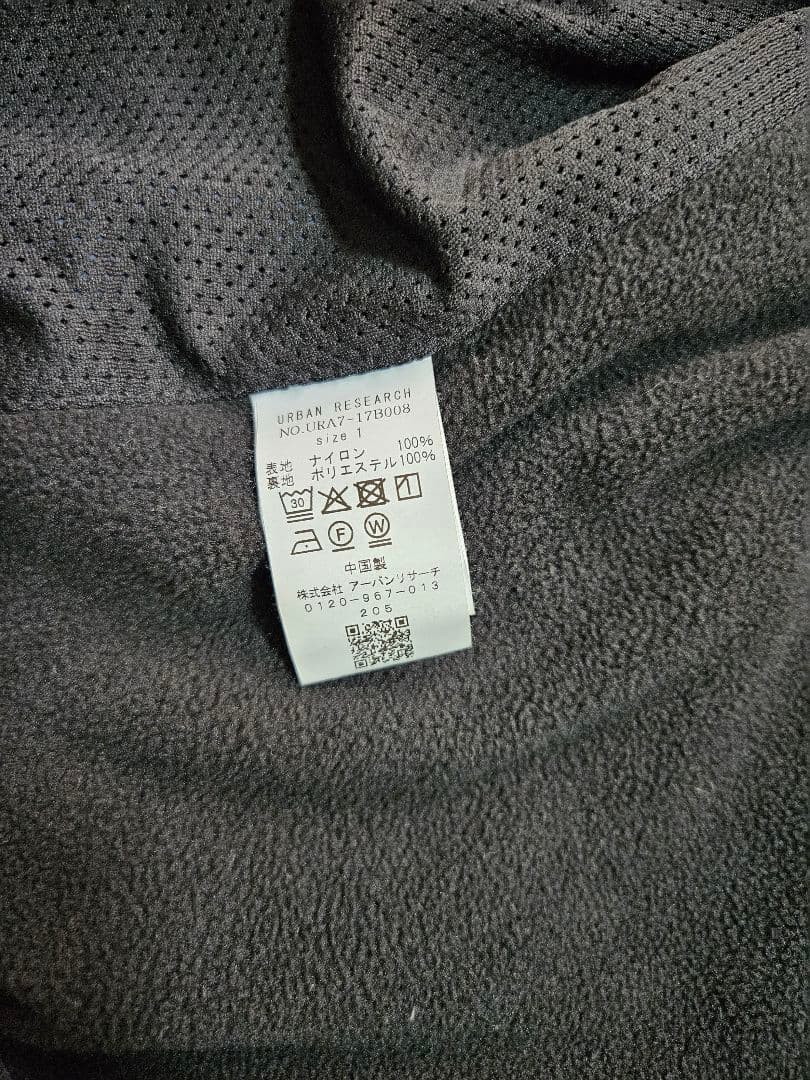 URBAN RESEARCH
NO.URA7-17B008
size 1
表地 ナイロン 100%
裏地 ポリエステル100%
30
F W
中国製
株式会社 アーバンリサーチ
0120-967-013
205